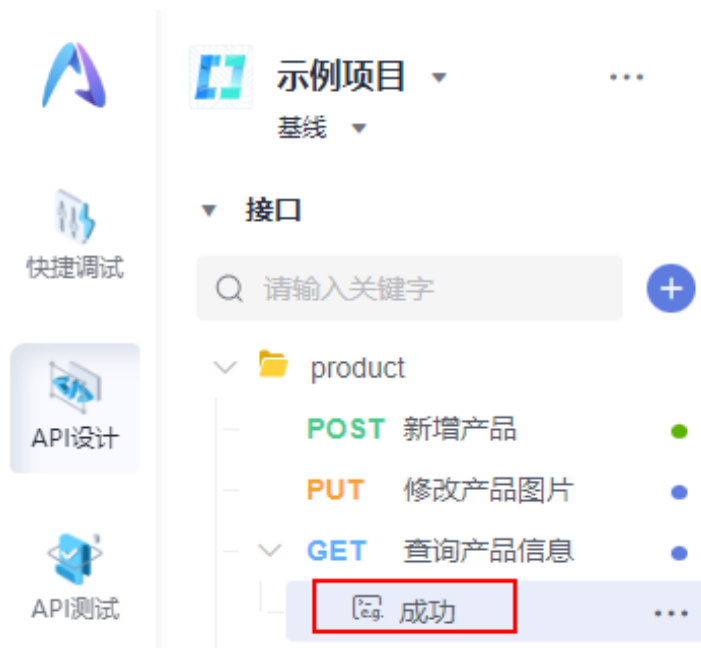 示例项目
基线
接口
快捷调试
请输入关键字
product
API设计
POST 新增产品
PUT 修改产品图片
GET 查询产品信息
API测试
e.g. 成功